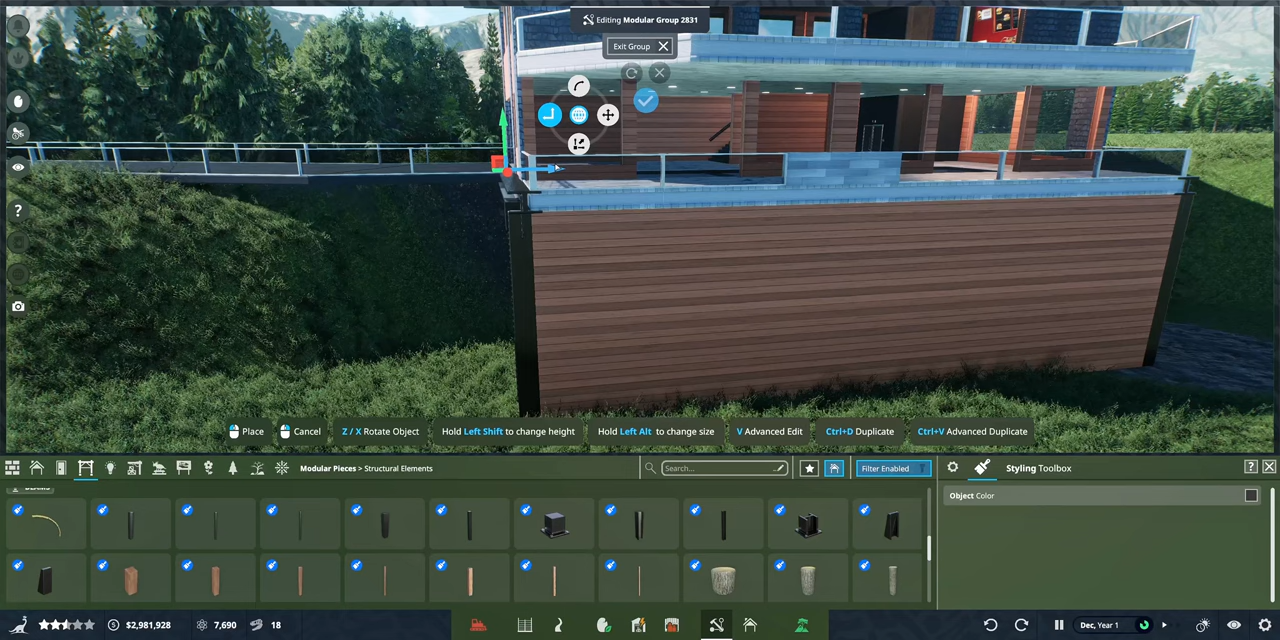 Editing Modular Group 2831
Exit Group
Place
Cancel
Z / X Rotate Object
Hold Left Shift to change height
Hold Left Alt to change size
V Advanced Edit
Ctrl+D Duplicate
Ctrl+V Advanced Duplicate
Modular Pieces > Structural Elements
Search...
Filter Enabled
Styling Toolbox
?
Object Color
$2,981,928
7,690
18
Dec, Year 1